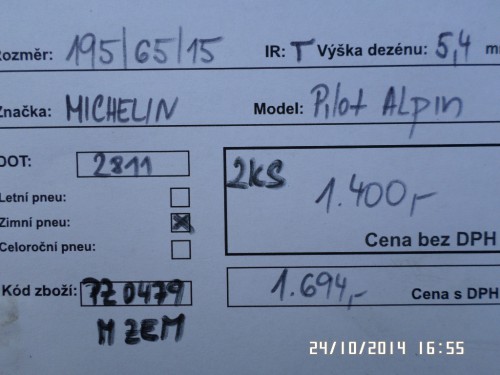 Rozměr: 195/65/15 IR: T Výška dezénu: 5,4 m
Značka: MICHELIN Model: Pilot Alpin
DOT: 2811
Letní pneu:
Zimní pneu:
Celoroční pneu:
2KS 1.400,-
Cena bez DPH
Kód zboží: PZ0479
M ZEM
1.694,- Cena s DPH
24/10/2014 16:55